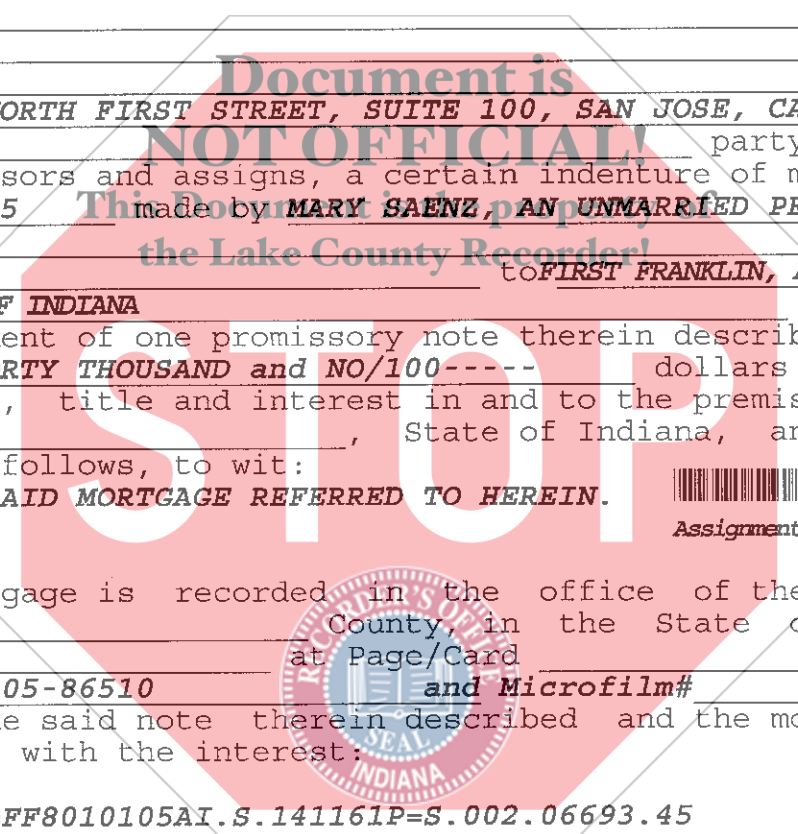 Document is
ORTH FIRST STREET, SUITE 100, SAN JOSE, CA
NOT OFFICIAL!
party
sors and assigns, a certain indenture of m
This Document is the property of
5 made by MARY SAENZ, AN UNMARRIED PE
the Lake County Recorder!
to FIRST FRANKLIN, A
F INDIANA
ent of one promissory note therein describ
RTY THOUSAND and NO/100----- dollars
, title and interest in and to the premis
, State of Indiana, an
follows, to wit:
AID MORTGAGE REFERRED TO HEREIN.
Assignment
STOP
gage is recorded in the office of the
County, in the State o
at Page/Card
05-86510 and Microfilm#
e said note therein described and the mo
with the interest:
RECORDER'S OFFICE
SEAL
INDIANA
FF8010105AI.S.141161P=S.002.06693.45